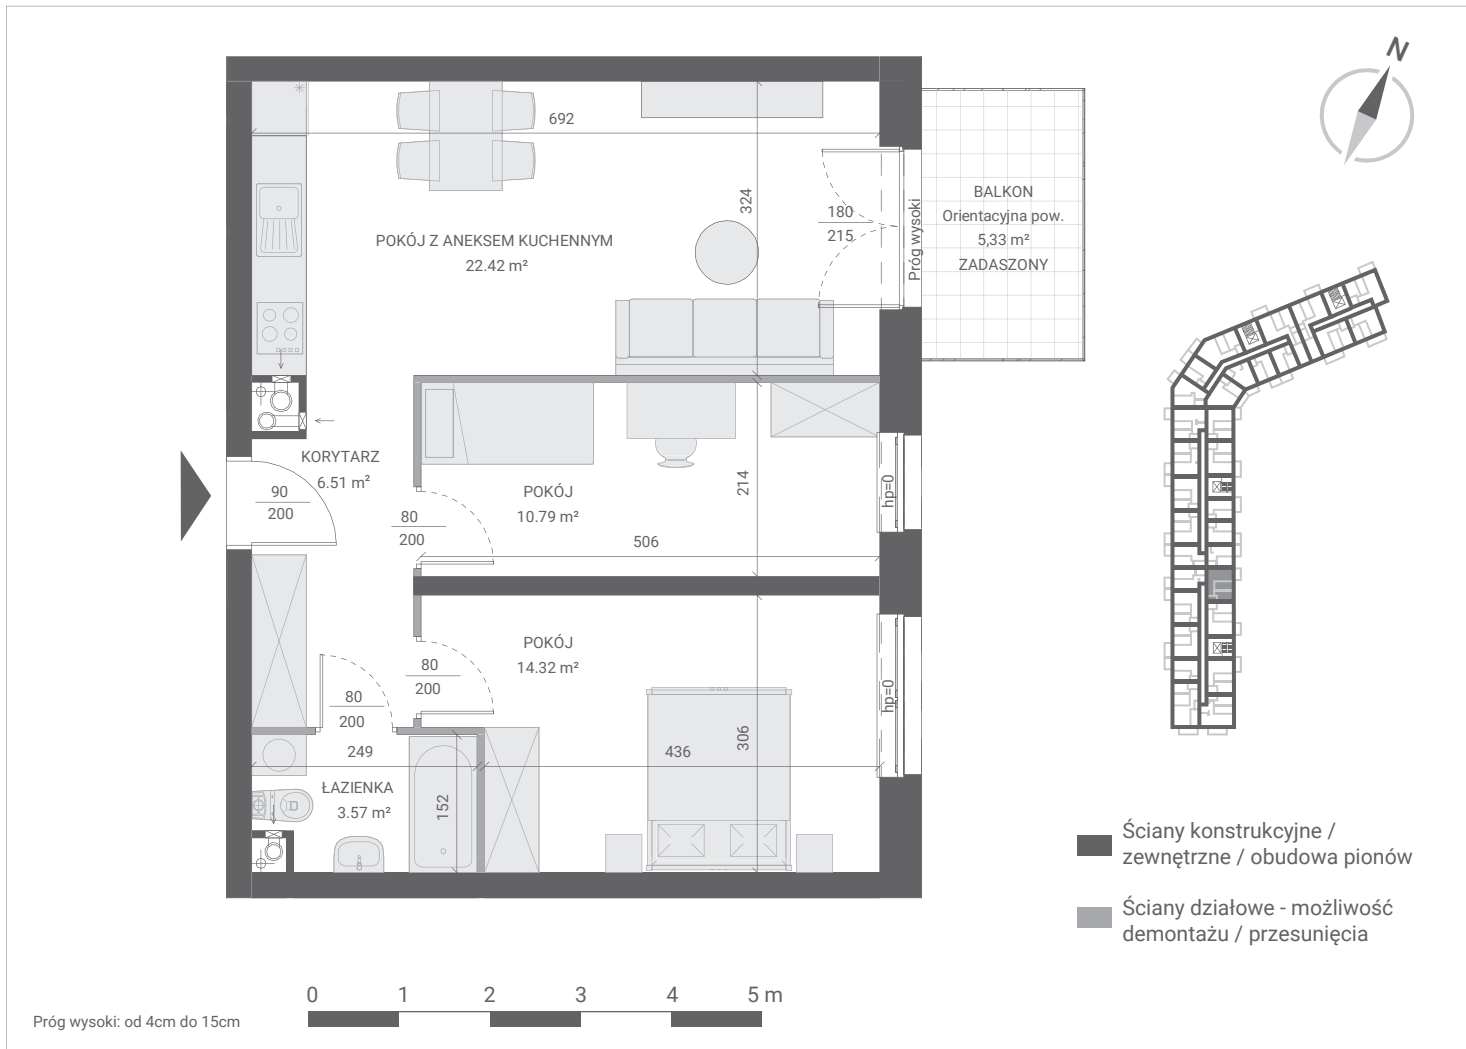 N
692
324
180
215
Próg wysoki
BALKON
Orientacyjna pow.
5,33 m²
ZADASZONY
POKÓJ Z ANEKSEM KUCHENNYM
22.42 m²
KORYTARZ
6.51 m²
90
200
80
200
POKÓJ
10.79 m²
214
506
hp=0
POKÓJ
14.32 m²
80
200
80
200
hp=0
249
436
306
ŁAZIENKA
3.57 m²
152
Ściany konstrukcyjne /
zewnętrzne / obudowa pionów
Ściany działowe - możliwość
demontażu / przesunięcia
0 1 2 3 4 5 m
Próg wysoki: od 4cm do 15cm